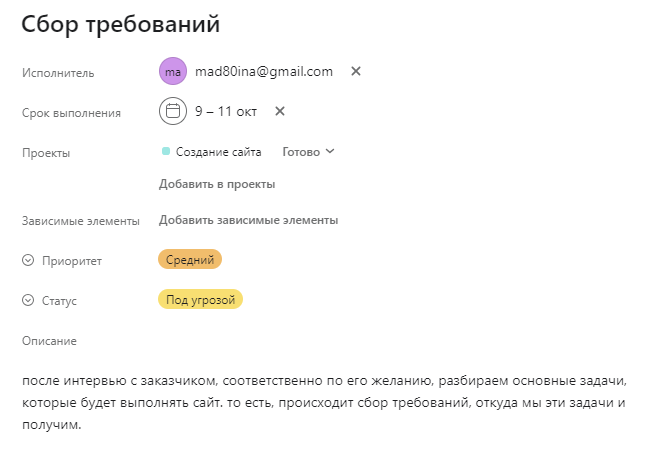 Сбор требований
Исполнитель
ma mad80ina@gmail.com
Срок выполнения
9 – 11 окт
Проекты
Создание сайта Готово
Добавить в проекты
Зависимые элементы
Добавить зависимые элементы
Приоритет
Средний
Статус
Под угрозой
Описание
после интервью с заказчиком, соответственно по его желанию, разбираем основные задачи,
которые будет выполнять сайт. то есть, происходит сбор требований, откуда мы эти задачи и
получим.